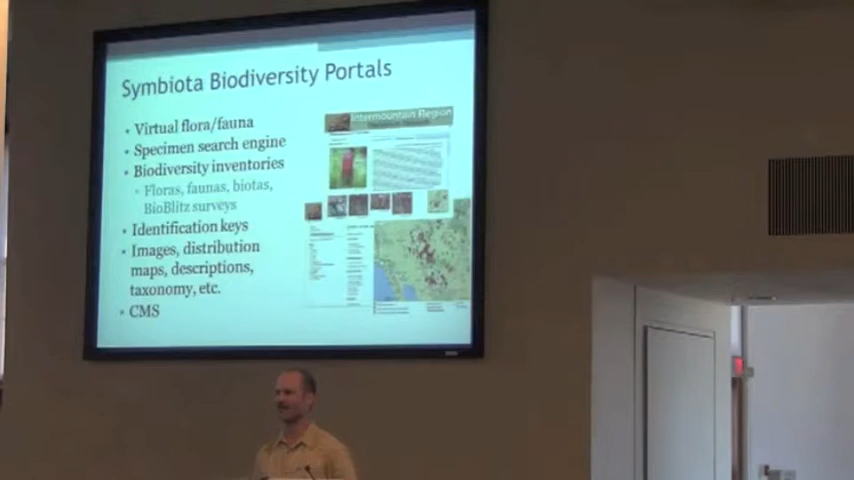 Symbiota Biodiversity Portals
• Virtual flora/fauna
• Specimen search engine
• Biodiversity inventories
• Floras, faunas, biotas,
BioBlitz surveys
• Identification keys
• Images, distribution
maps, descriptions,
taxonomy, etc.
• CMS
Intermountain Region